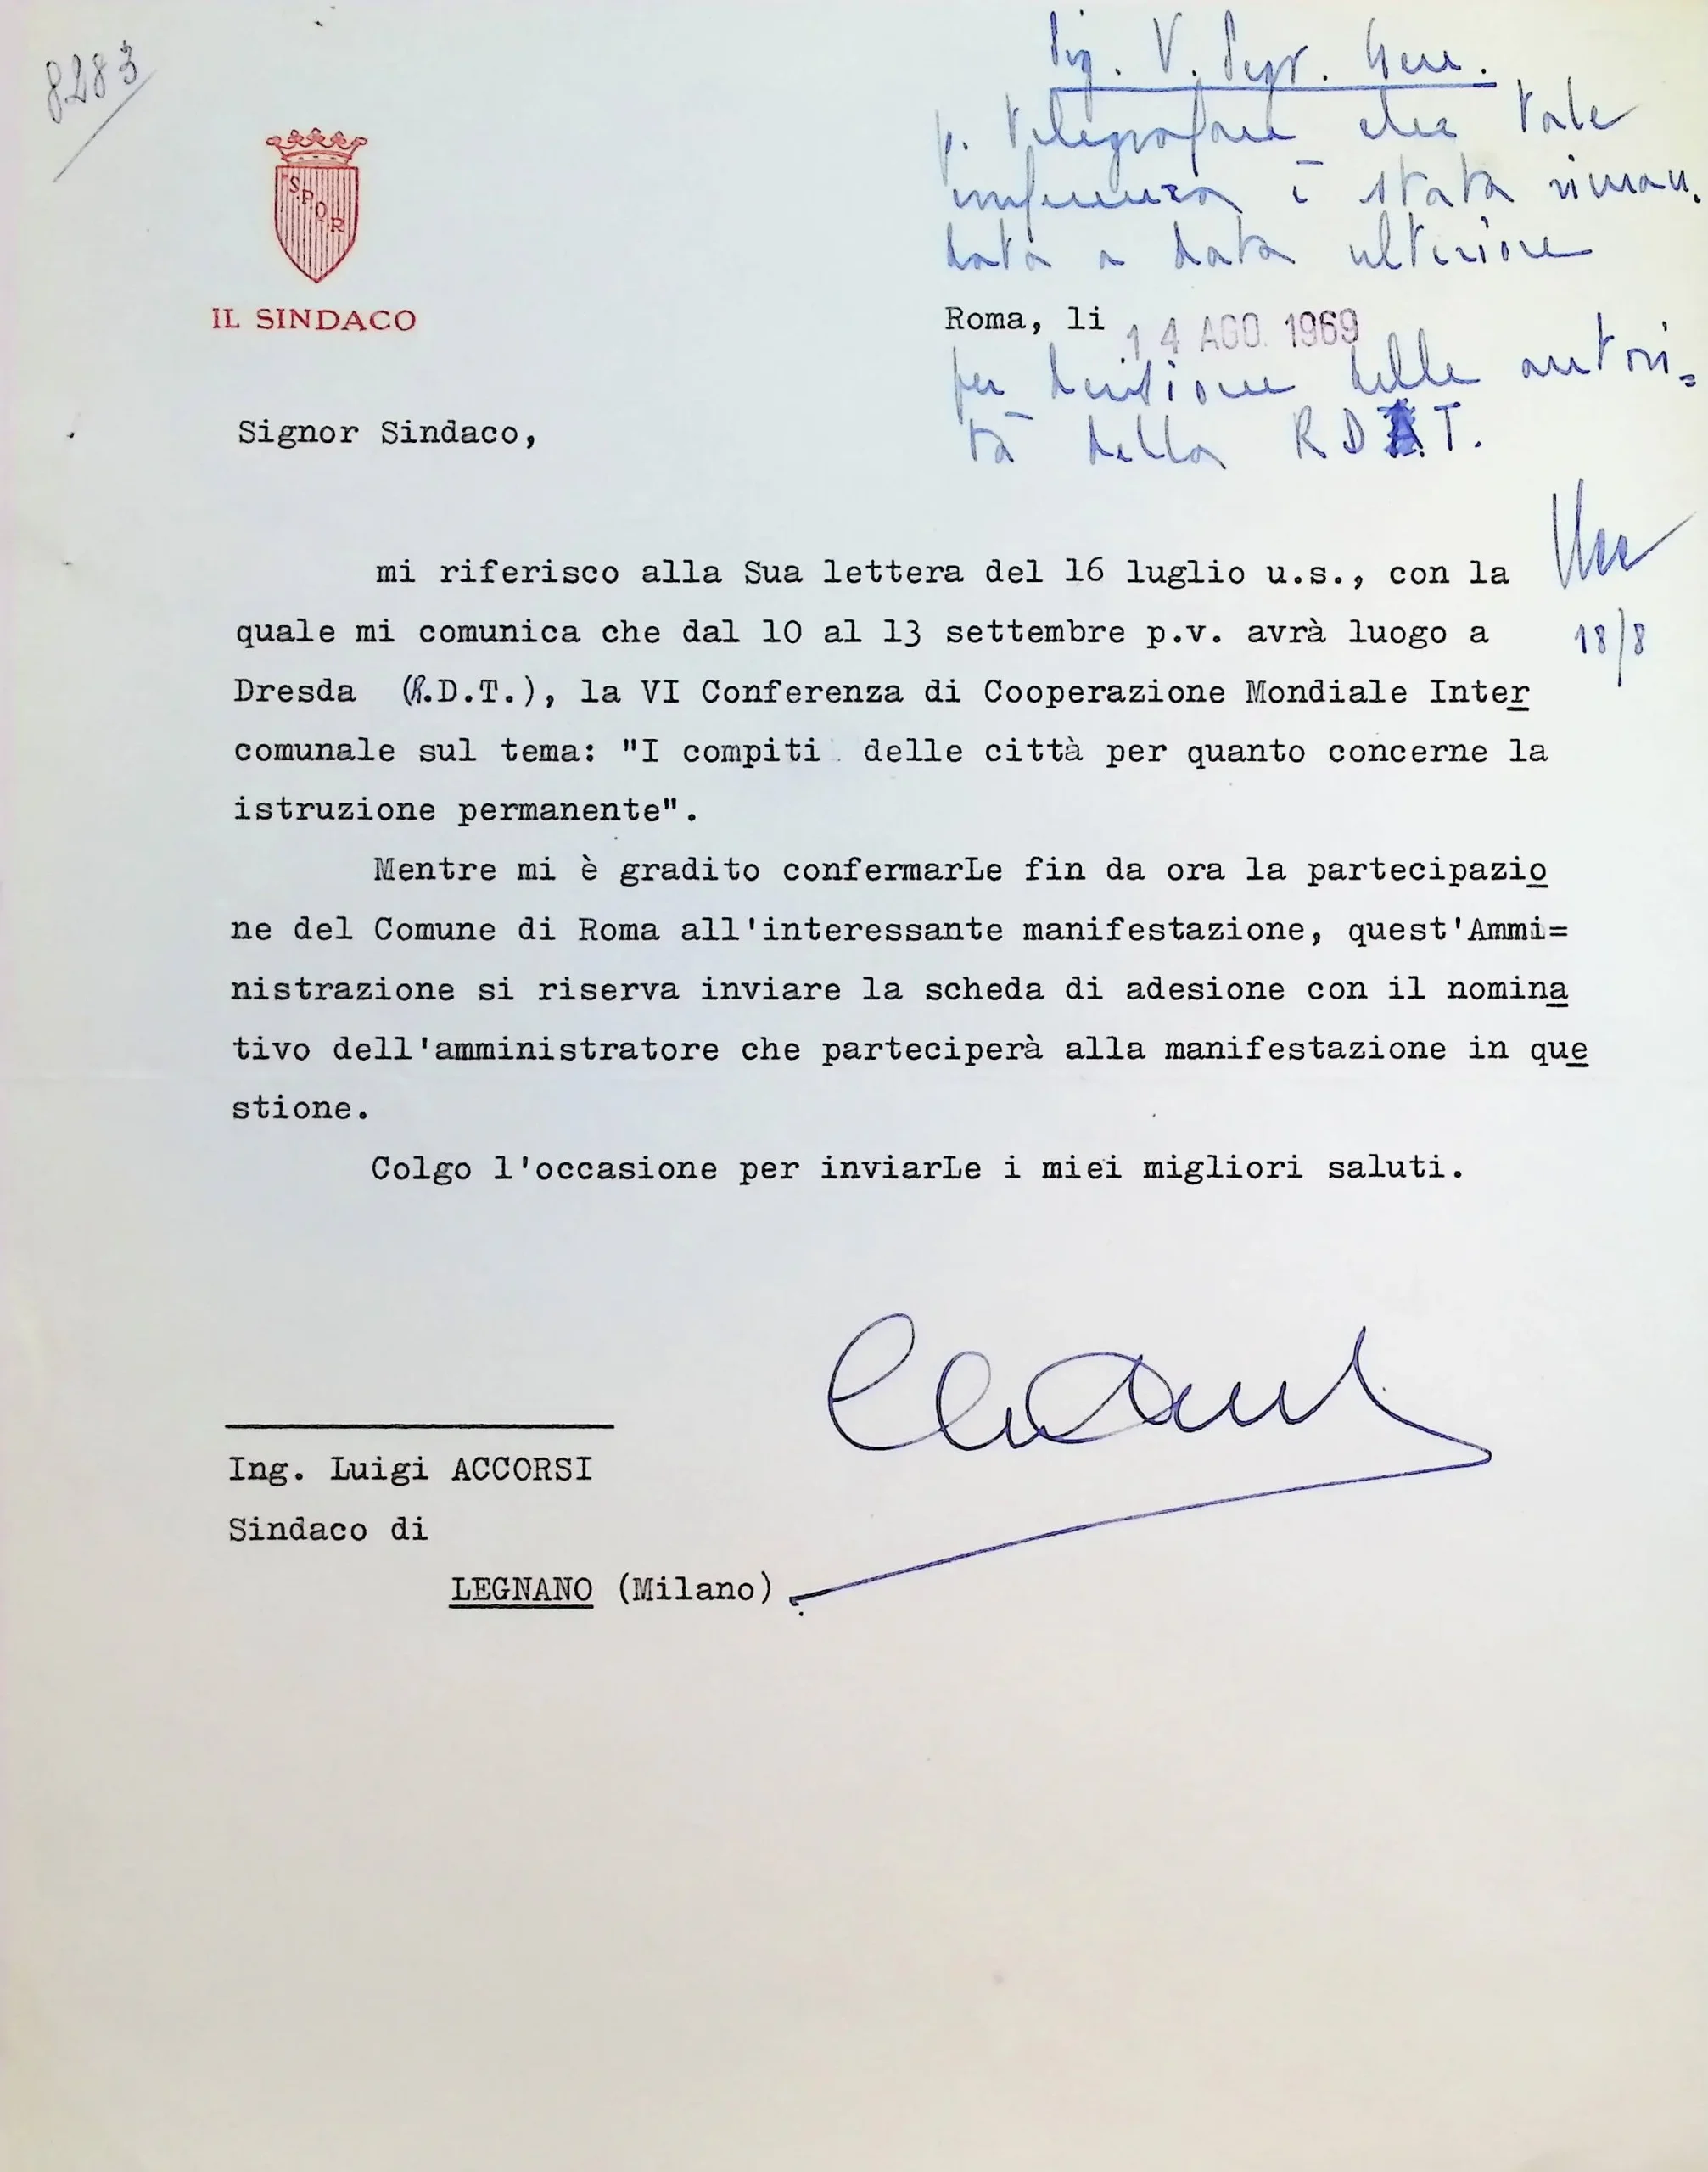 8283
Sig. V. Segr. Gen.
p. telegrafare che tale
conferenza è stata riman.
data a data ulteriore
SPQR
IL SINDACO
Roma, li 14 AGO. 1969
per decisione delle autori=
tà della R D T.
Signor Sindaco,
mi riferisco alla Sua lettera del 16 luglio u.s., con la
quale mi comunica che dal 10 al 13 settembre p.v. avrà luogo a
18/8
Dresda (R.D.T.), la VI Conferenza di Cooperazione Mondiale Inter
comunale sul tema: "I compiti delle città per quanto concerne la
istruzione permanente".
Mentre mi è gradito confermarLe fin da ora la partecipazio
ne del Comune di Roma all'interessante manifestazione, quest'Ammi=
nistrazione si riserva inviare la scheda di adesione con il nomina
tivo dell'amministratore che parteciperà alla manifestazione in que
stione.
Colgo l'occasione per inviarLe i miei migliori saluti.
Ing. Luigi ACCORSI
Sindaco di
LEGNANO (Milano)